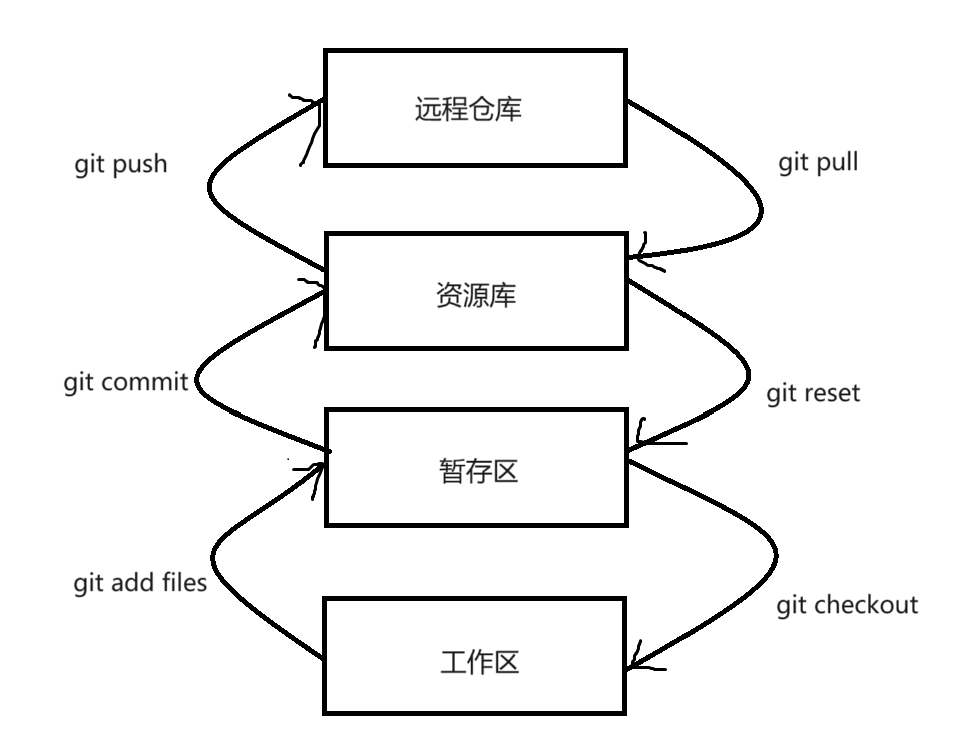 远程仓库
git push
git pull
资源库
git commit
git reset
暂存区
git add files
git checkout
工作区